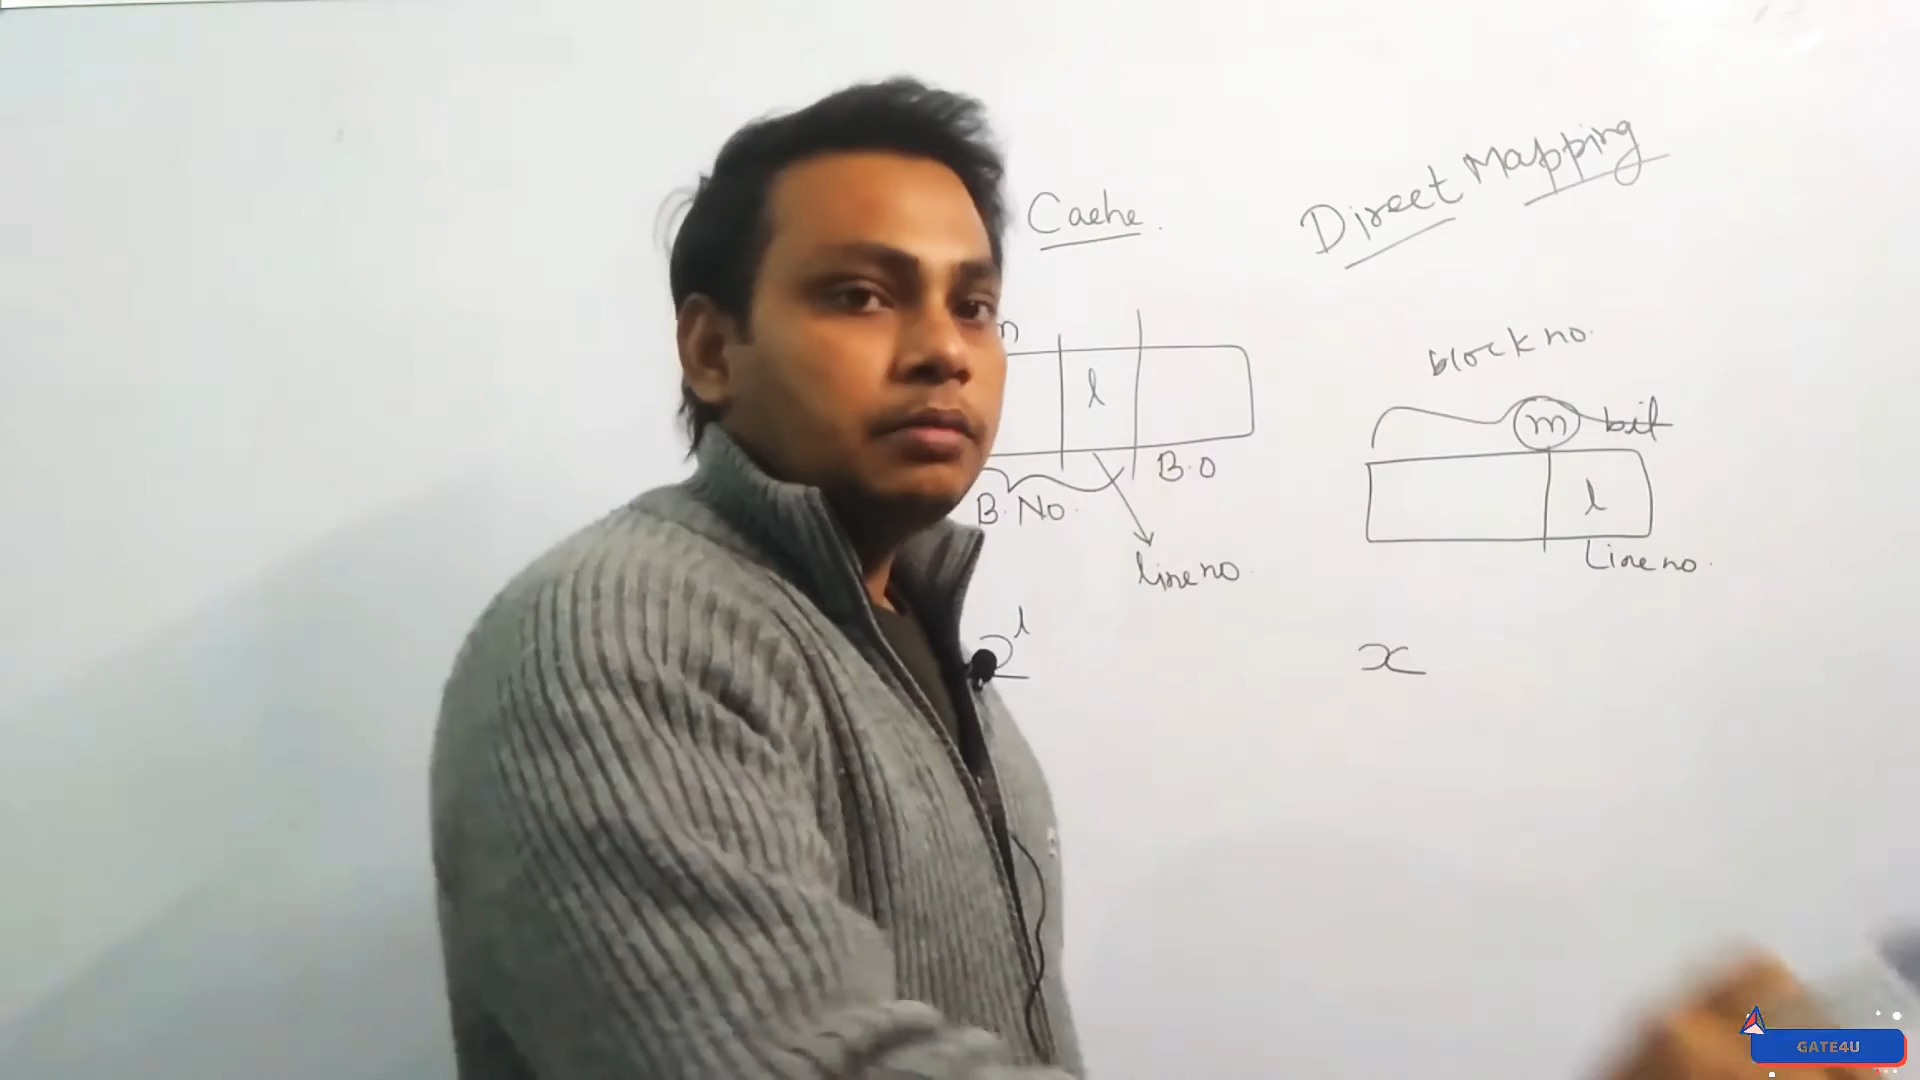 Cache.
Direct Mapping
n
l
B.O
B. No.
line no.
2^l
block no.
m bit
l
Line no.
x
GATE4U